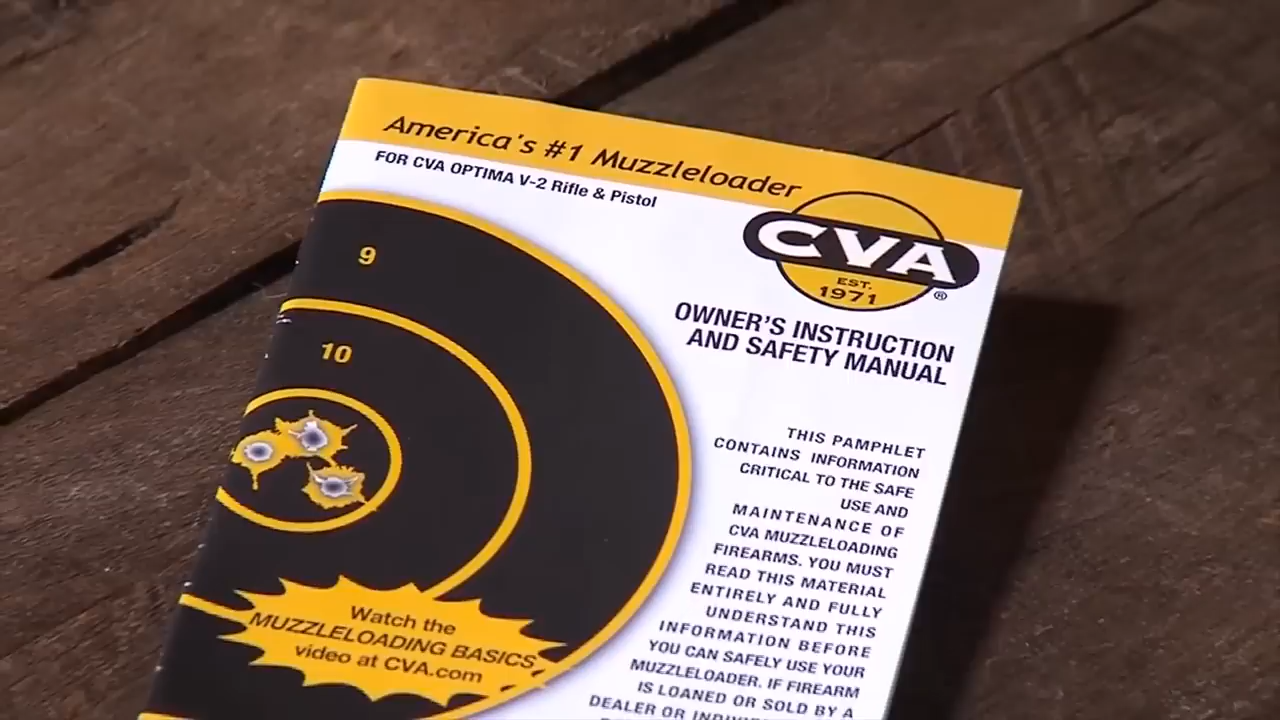 America's #1 Muzzleloader
FOR CVA OPTIMA V-2 Rifle & Pistol
CVA
EST.
1971
®
OWNER'S INSTRUCTION
AND SAFETY MANUAL
9
10
THIS PAMPHLET
CONTAINS INFORMATION
CRITICAL TO THE SAFE
USE AND
MAINTENANCE OF
CVA MUZZLELOADING
FIREARMS. YOU MUST
READ THIS MATERIAL
ENTIRELY AND FULLY
UNDERSTAND THIS
INFORMATION BEFORE
YOU CAN SAFELY USE YOUR
MUZZLELOADER. IF FIREARM
IS LOANED OR SOLD BY A
DEALER OR
Watch the
MUZZLELOADING BASICS
video at CVA.com